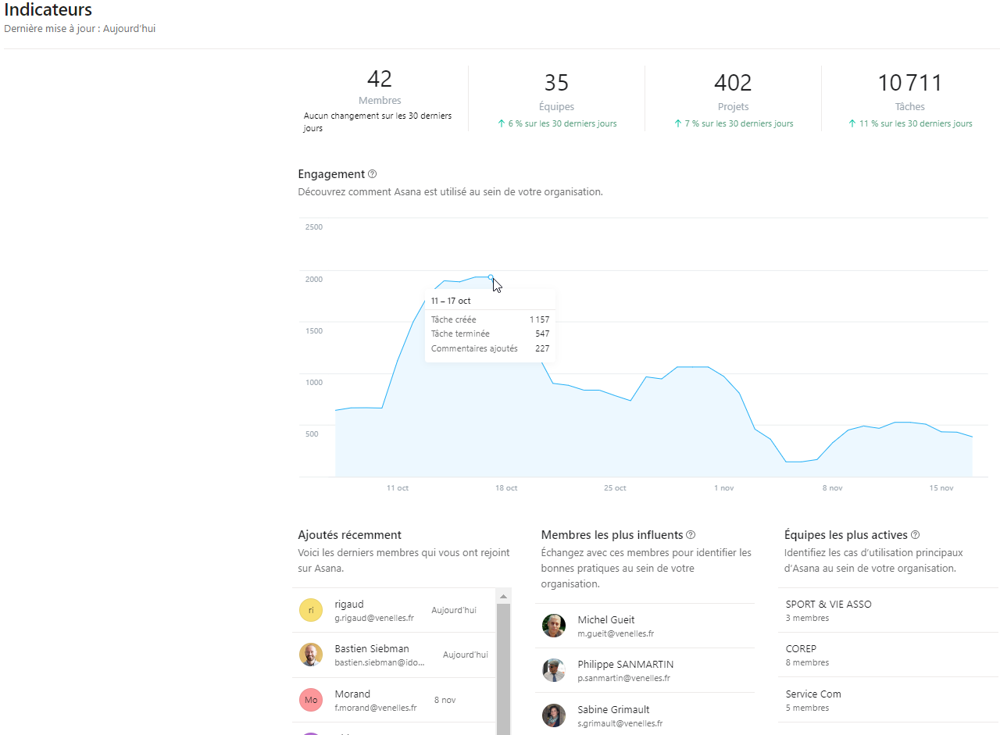 Indicateurs
Dernière mise à jour : Aujourd'hui
42
Membres
Aucun changement sur les 30 derniers
jours
35
Équipes
↑ 6 % sur les 30 derniers jours
402
Projets
↑ 7 % sur les 30 derniers jours
10 711
Tâches
↑ 11 % sur les 30 derniers jours
Engagement
Découvrez comment Asana est utilisé au sein de votre organisation.
2500
2000
1500
1000
500
11 – 17 oct
Tâche créée 1 157
Tâche terminée 547
Commentaires ajoutés 227
11 oct 18 oct 25 oct 1 nov 8 nov 15 nov
Ajoutés récemment
Voici les derniers membres qui vous ont rejoint
sur Asana.
ri
rigaud
g.rigaud@venelles.fr
Aujourd'hui
Bastien Siebman
bastien.siebman@ido...
Aujourd'hui
Mo
Morand
f.morand@venelles.fr
8 nov
Membres les plus influents
Échangez avec ces membres pour identifier les
bonnes pratiques au sein de votre
organisation.
Michel Gueit
m.gueit@venelles.fr
Philippe SANMARTIN
p.sanmartin@venelles.fr
Sabine Grimault
s.grimault@venelles.fr
Équipes les plus actives
Identifiez les cas d'utilisation principaux
d'Asana au sein de votre organisation.
SPORT & VIE ASSO
3 membres
COREP
8 membres
Service Com
5 membres